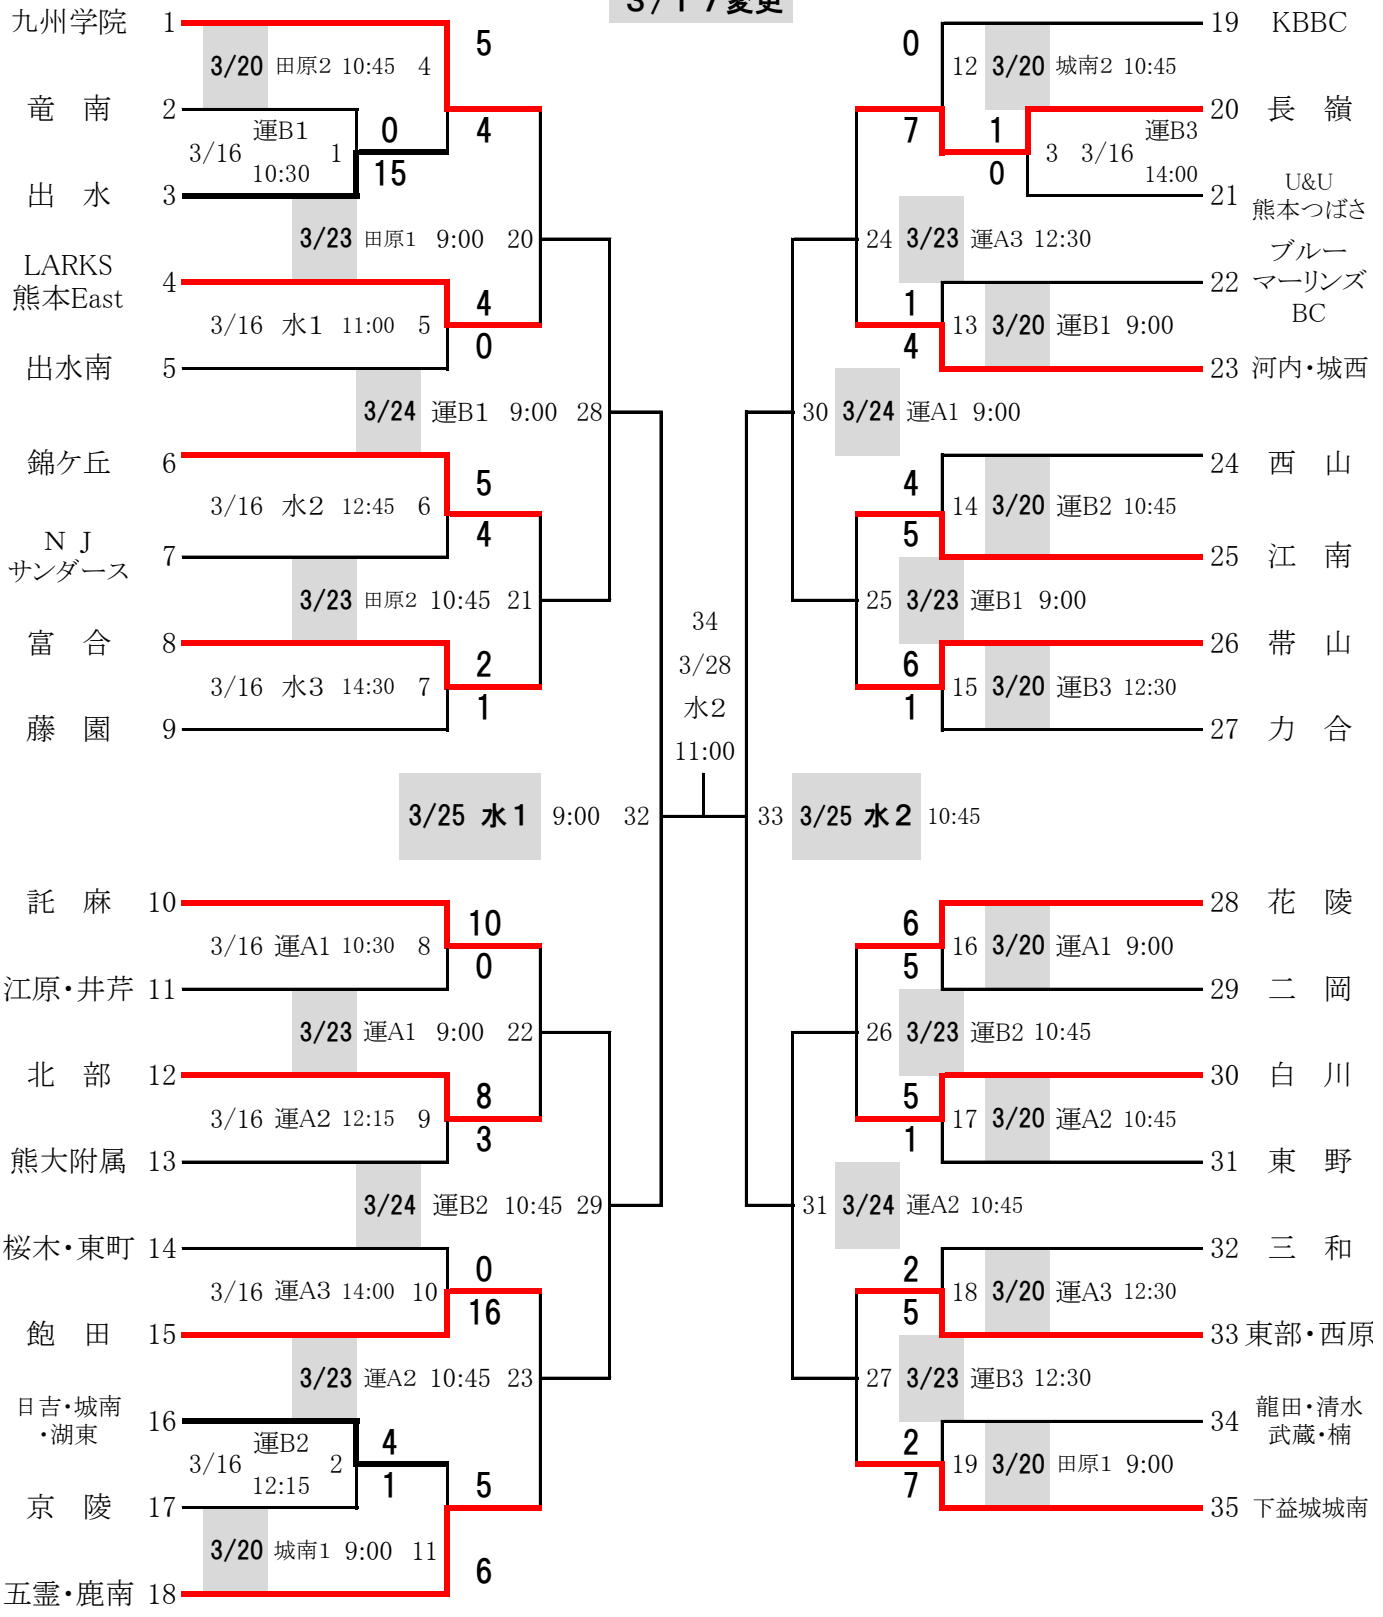 3/17変更
九州学院 1
3/20 田原2 10:45 4
5
4
竜 南 2
運B1
3/16 1
10:30
0
15
出 水 3
3/23 田原1 9:00 20
LARKS
熊本East
4
3/16 水1 11:00 5
4
0
出水南 5
3/24 運B1 9:00 28
錦ケ丘 6
3/16 水2 12:45 6
5
4
N J
サンダース
7
3/23 田原2 10:45 21
富 合 8
3/16 水3 14:30 7
2
1
藤 園 9
34
3/28
水2
11:00
3/25 水1 9:00 32
33 3/25 水2 10:45
託 麻 10
3/16 運A1 10:30 8
10
0
江原・井芹 11
3/23 運A1 9:00 22
北 部 12
3/16 運A2 12:15 9
8
3
熊大附属 13
3/24 運B2 10:45 29
桜木・東町 14
3/16 運A3 14:00 10
0
16
飽 田 15
3/23 運A2 10:45 23
日吉・城南
・湖東
16
運B2
3/16 2
12:15
4
1
京 陵 17
3/20 城南1 9:00 11
5
6
五霊・鹿南 18
19 KBBC
0
12 3/20 城南2 10:45
7
20 長 嶺
1
0
運B3
3 3/16
14:00
21 U&U
熊本つばさ
24 3/23 運A3 12:30
22 ブルー
マーリンズ
BC
1
4
13 3/20 運B1 9:00
23 河内・城西
30 3/24 運A1 9:00
24 西 山
4
5
14 3/20 運B2 10:45
25 江 南
25 3/23 運B1 9:00
26 帯 山
6
1
15 3/20 運B3 12:30
27 力 合
28 花 陵
6
5
16 3/20 運A1 9:00
29 二 岡
26 3/23 運B2 10:45
30 白 川
5
1
17 3/20 運A2 10:45
31 東 野
31 3/24 運A2 10:45
32 三 和
2
5
18 3/20 運A3 12:30
33 東部・西原
27 3/23 運B3 12:30
34 龍田・清水
武蔵・楠
2
7
19 3/20 田原1 9:00
35 下益城城南